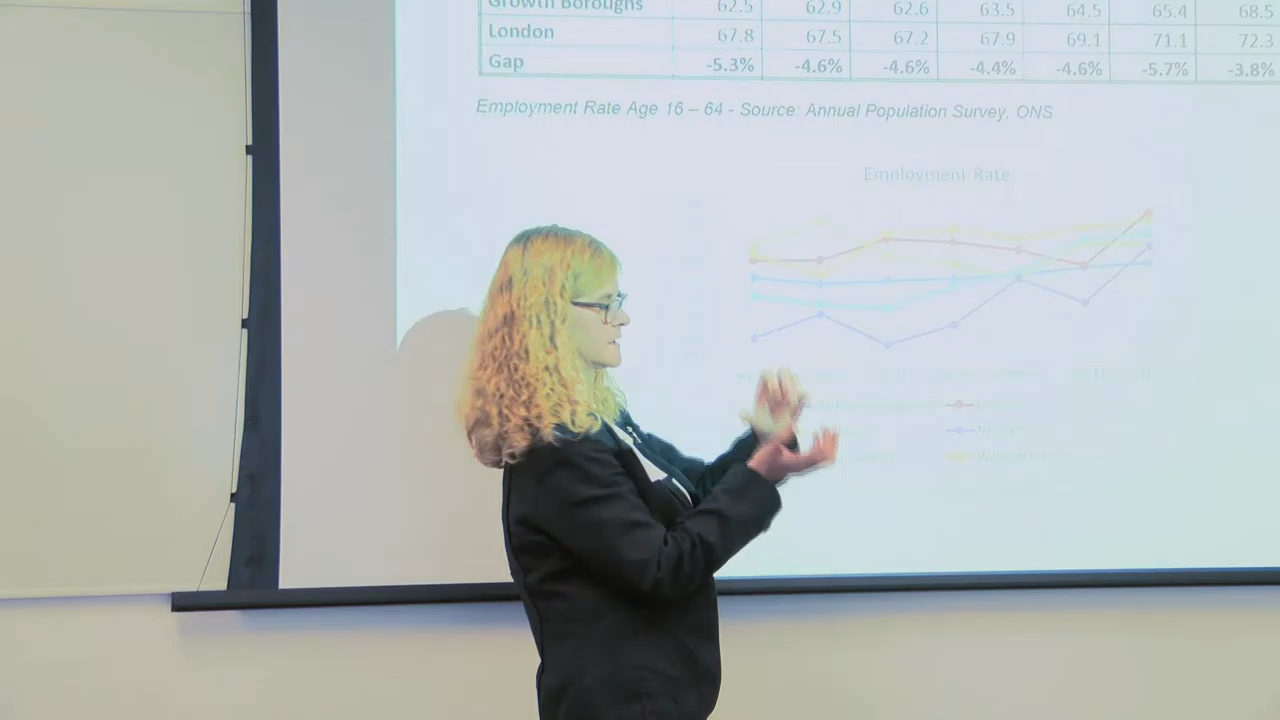 Growth Boroughs 62.5 62.9 62.6 63.5 64.5 65.4 68.5
London 67.8 67.5 67.2 67.9 69.1 71.1 72.3
Gap -5.3% -4.6% -4.6% -4.4% -4.6% -5.7% -3.8%
Employment Rate Age 16 – 64 - Source: Annual Population Survey, ONS
Employment Rate